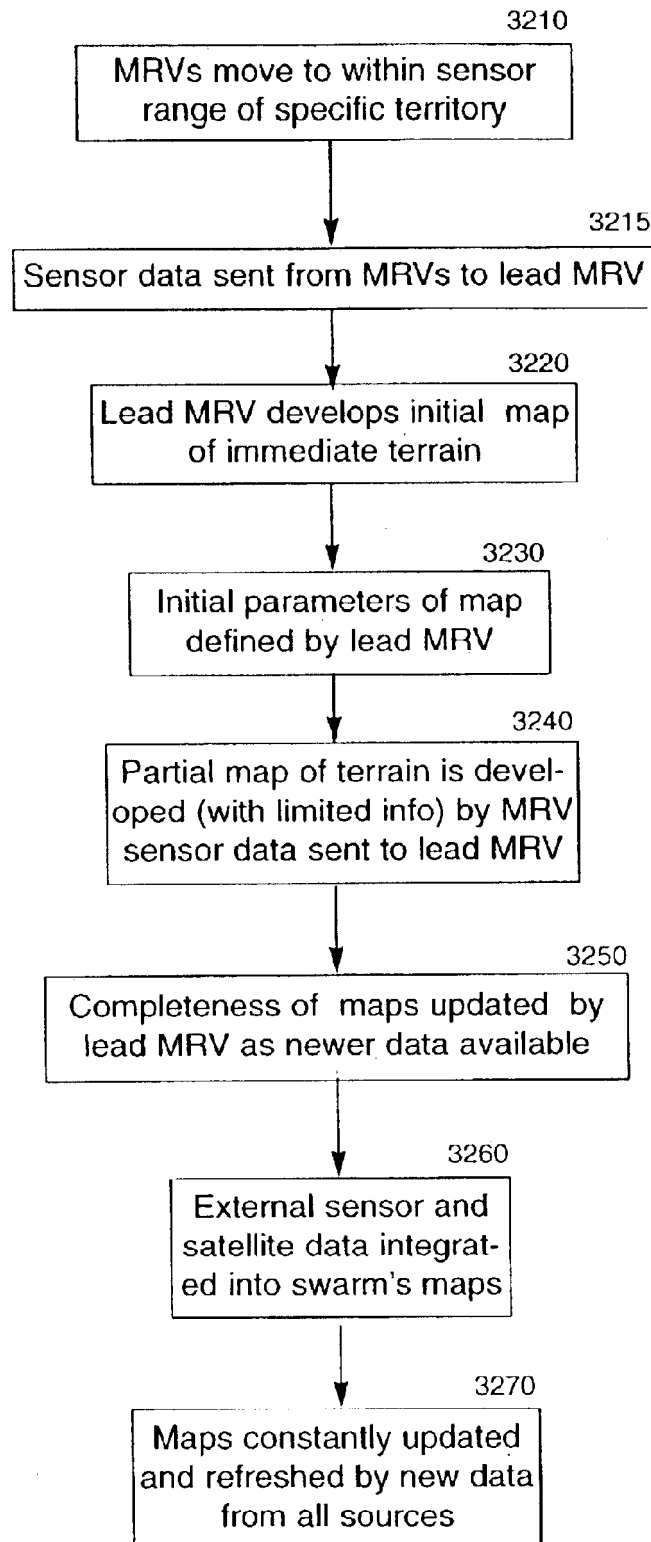 3210
MRVs move to within sensor
range of specific territory
3215
Sensor data sent from MRVs to lead MRV
3220
Lead MRV develops initial map
of immediate terrain
3230
Initial parameters of map
defined by lead MRV
3240
Partial map of terrain is devel-
oped (with limited info) by MRV
sensor data sent to lead MRV
3250
Completeness of maps updated by
lead MRV as newer data available
3260
External sensor and
satellite data integrat-
ed into swarm's maps
3270
Maps constantly updated
and refreshed by new data
from all sources